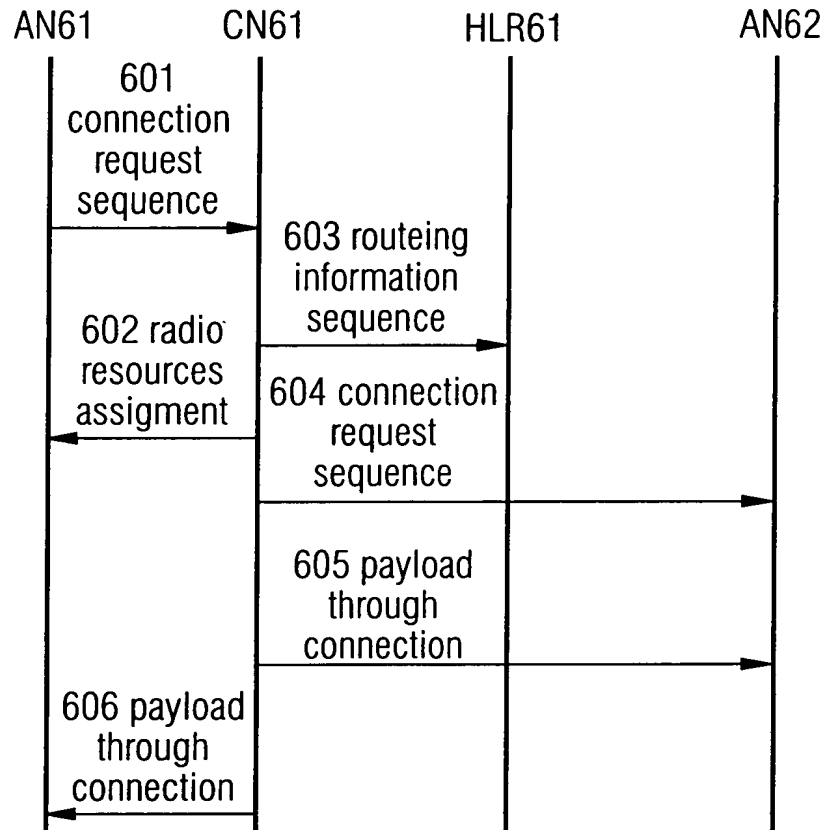 AN61 CN61 HLR61 AN62
601
connection
request
sequence
603 routeing
information
sequence
602 radio
resources
assigment
604 connection
request
sequence
605 payload
through
connection
606 payload
through
connection